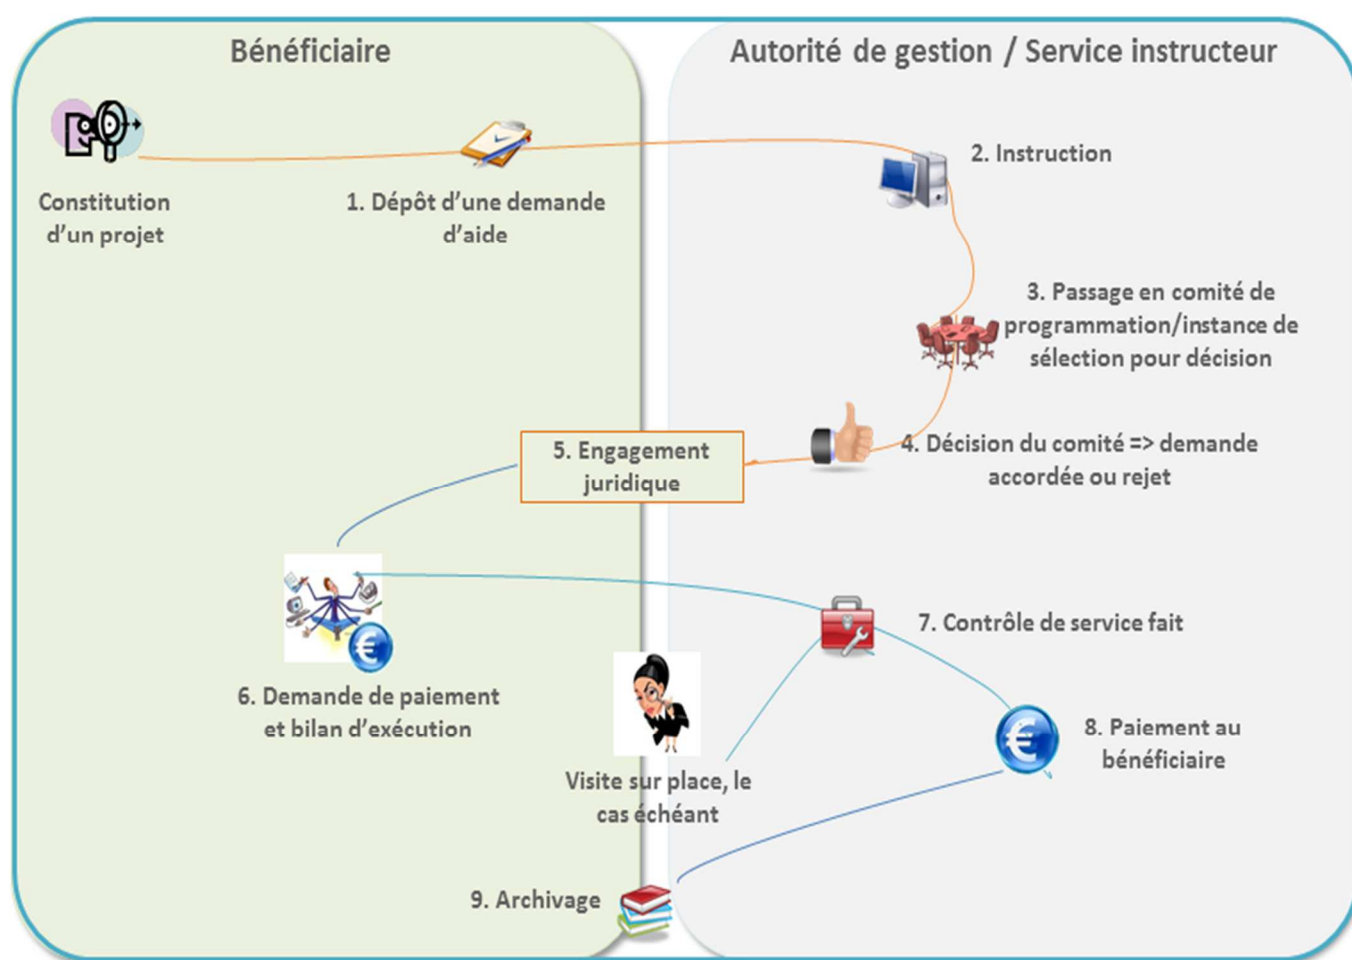 Bénéficiaire
Autorité de gestion / Service instructeur
Constitution
d’un projet
1. Dépôt d’une demande
d’aide
2. Instruction
3. Passage en comité de
programmation/instance de
sélection pour décision
4. Décision du comité => demande
accordée ou rejet
5. Engagement
juridique
6. Demande de paiement
et bilan d’exécution
7. Contrôle de service fait
Visite sur place, le
cas échéant
8. Paiement au
bénéficiaire
9. Archivage